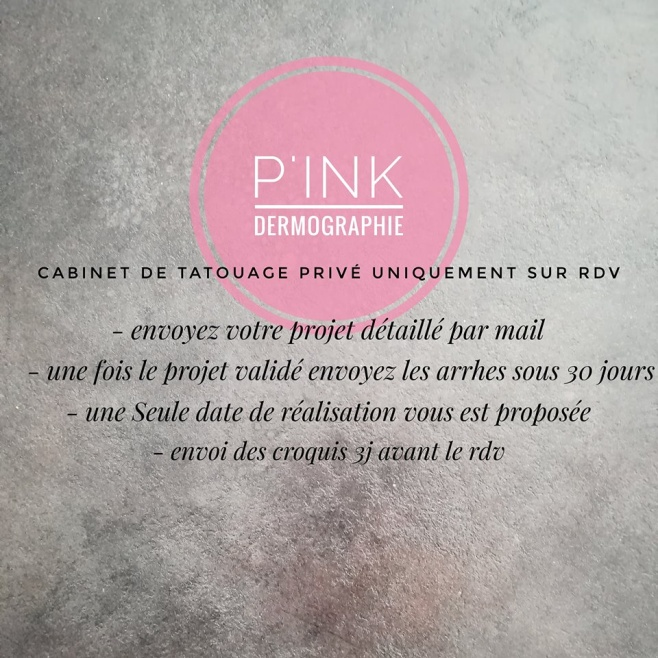 P'INK
DERMOGRAPHIE
CABINET DE TATOUAGE PRIVÉ UNIQUEMENT SUR RDV
- envoyez votre projet détaillé par mail
- une fois le projet validé envoyez les arrhes sous 30 jours
- une Seule date de réalisation vous est proposée
- envoi des croquis 3j avant le rdv